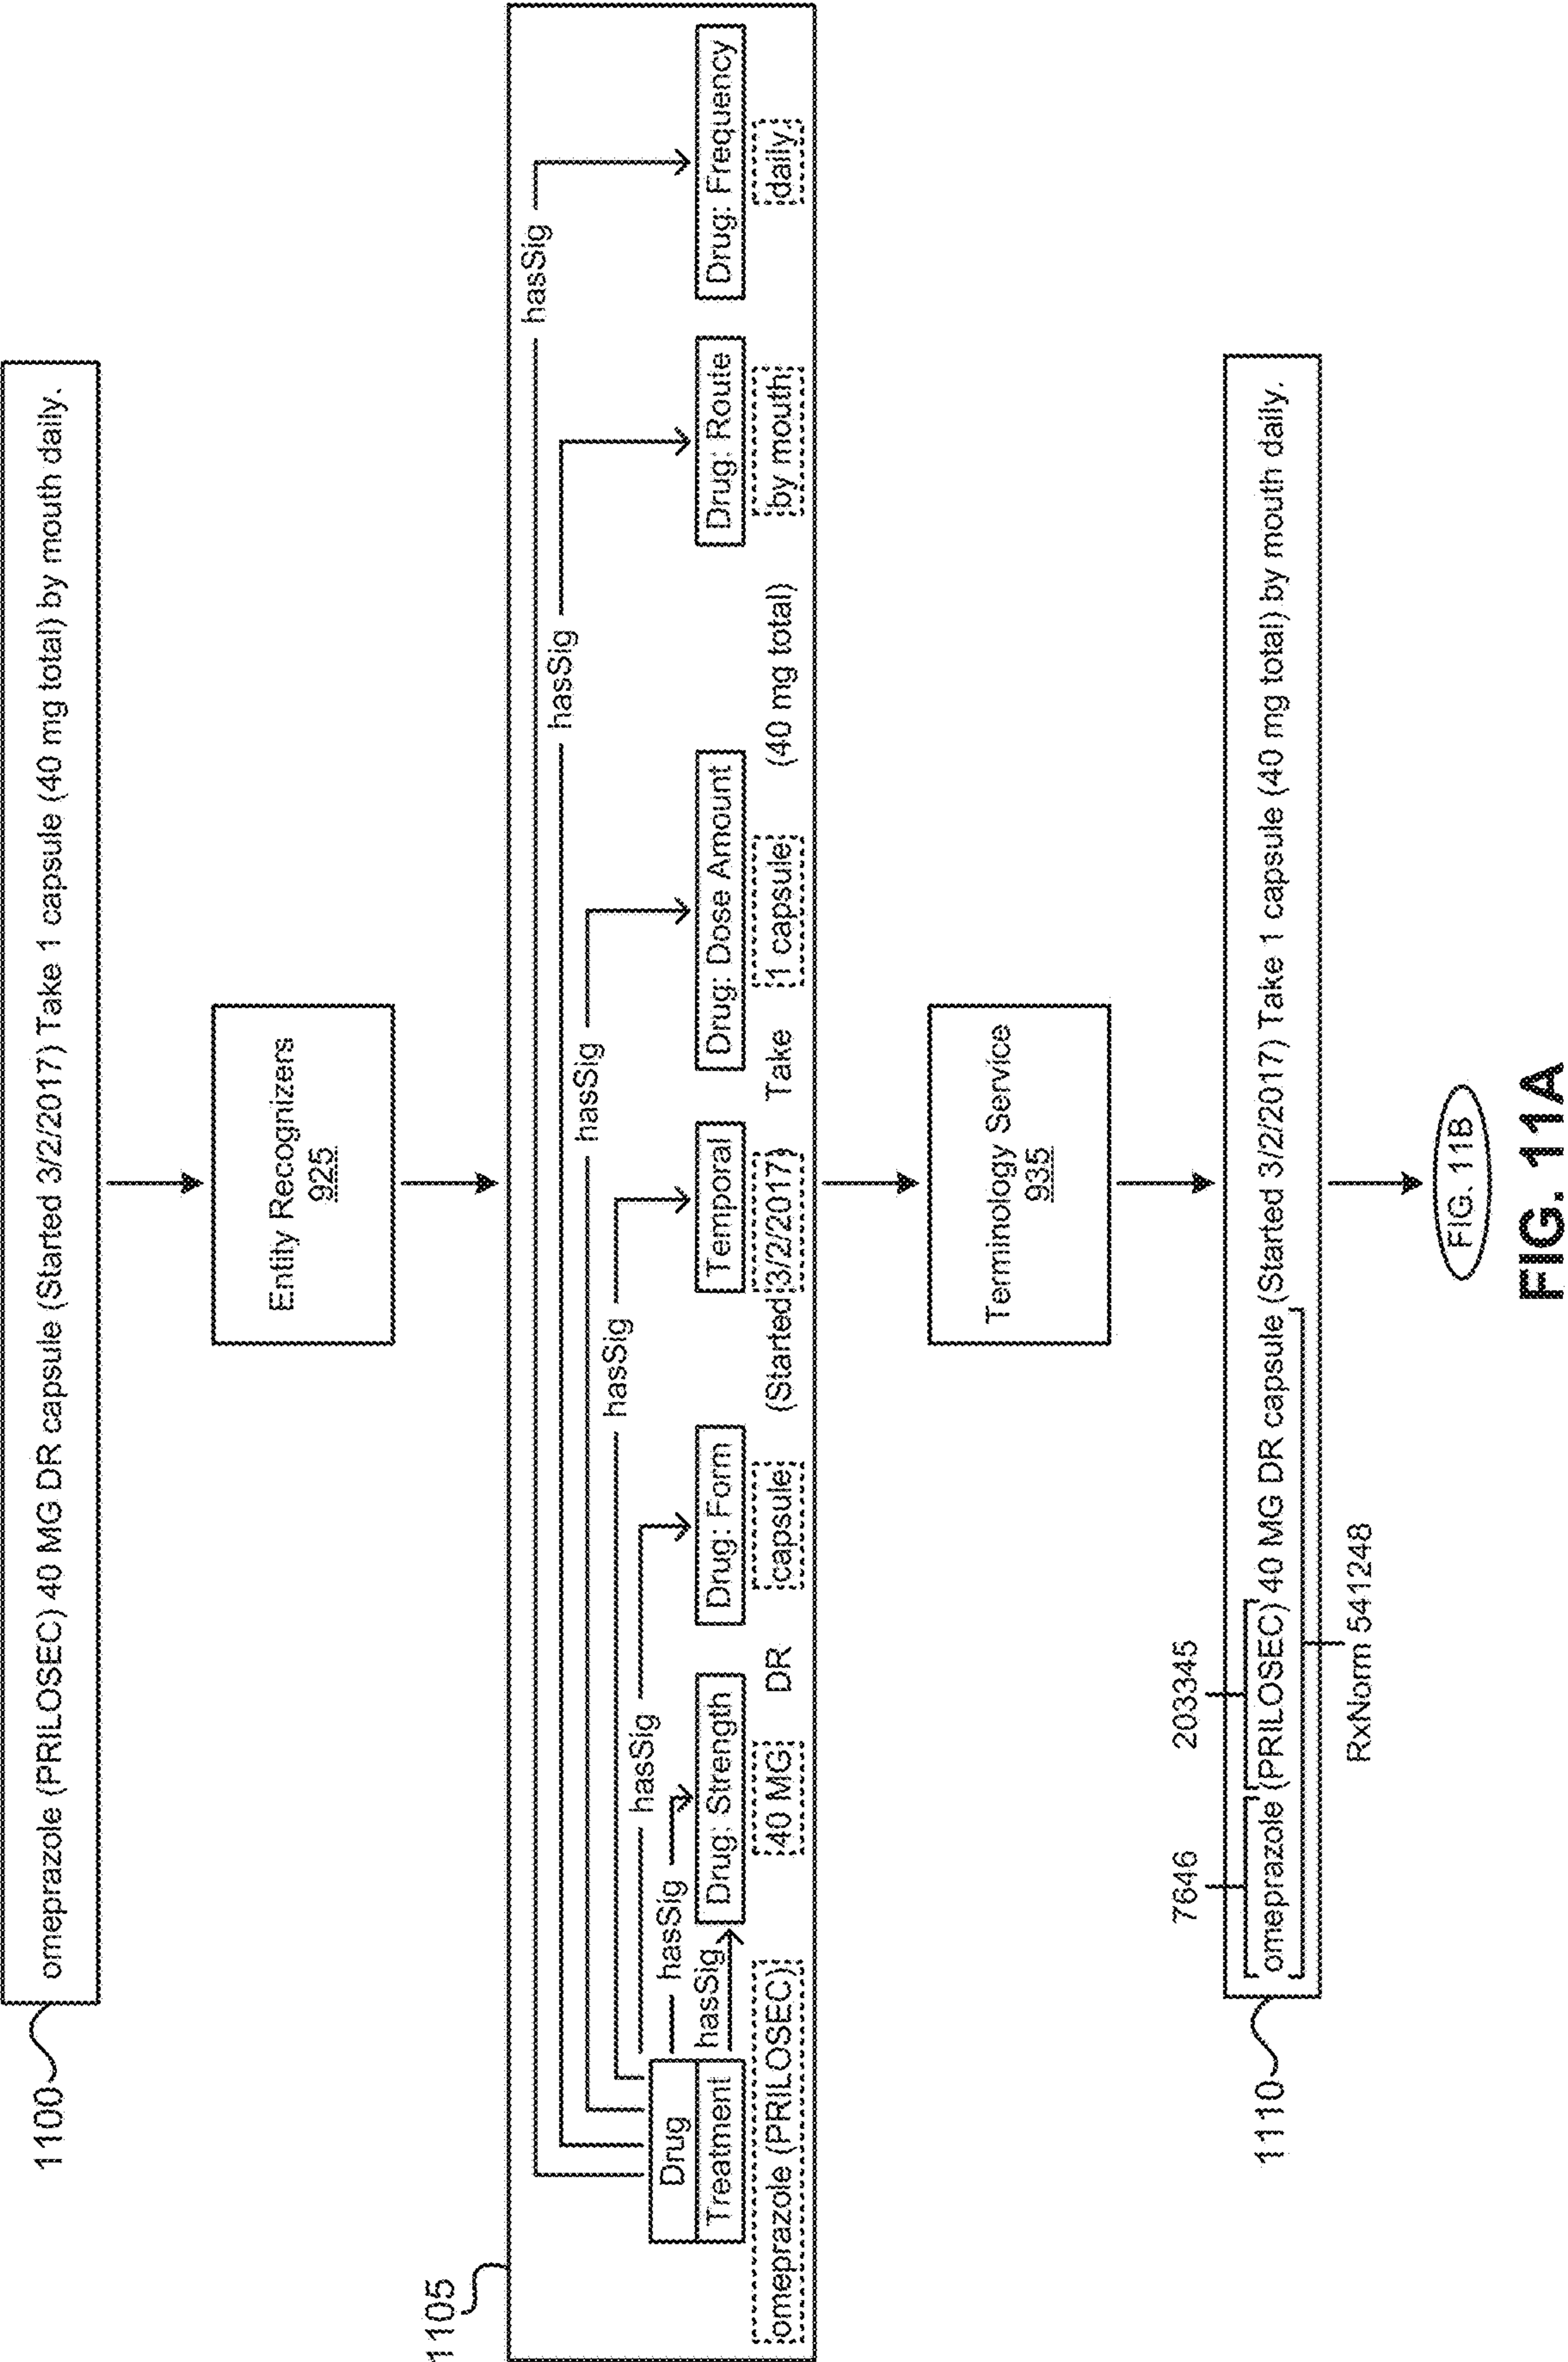 1100
omeprazole (PRILOSEC) 40 MG DR capsule (Started 3/2/2017) Take 1 capsule (40 mg total) by mouth daily.
Entity Recognizers
925
1105
hasSig
hasSig
hasSig
hasSig
hasSig
hasSig
hasSig
Drug
Treatment
Drug: Strength
Drug: Form
Temporal
Drug: Dose Amount
Drug: Route
Drug: Frequency
omeprazole (PRILOSEC) 40 MG DR capsule (Started 3/2/2017) Take 1 capsule (40 mg total) by mouth daily.
Terminology Service
935
7646
203345
1110
omeprazole (PRILOSEC) 40 MG DR capsule (Started 3/2/2017) Take 1 capsule (40 mg total) by mouth daily.
RxNorm 541248
FIG. 11B
FIG. 11A